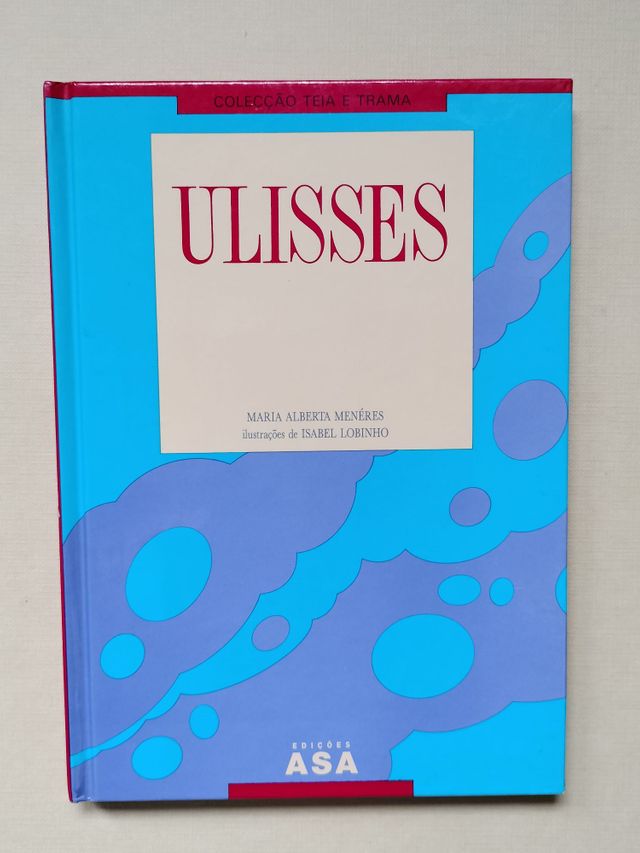 COLECÇÃO TEIA E TRAMA
ULISSES
MARIA ALBERTA MENÉRES
ilustrações de ISABEL LOBINHO
EDIÇÕES
ASA